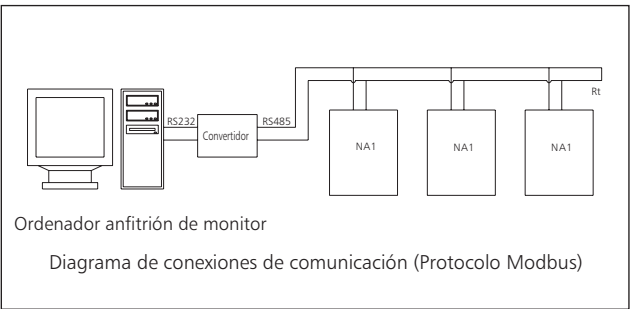 RS232
Convertidor
RS485
Rt
NA1
NA1
NA1
Ordenador anfitrión de monitor
Diagrama de conexiones de comunicación (Protocolo Modbus)